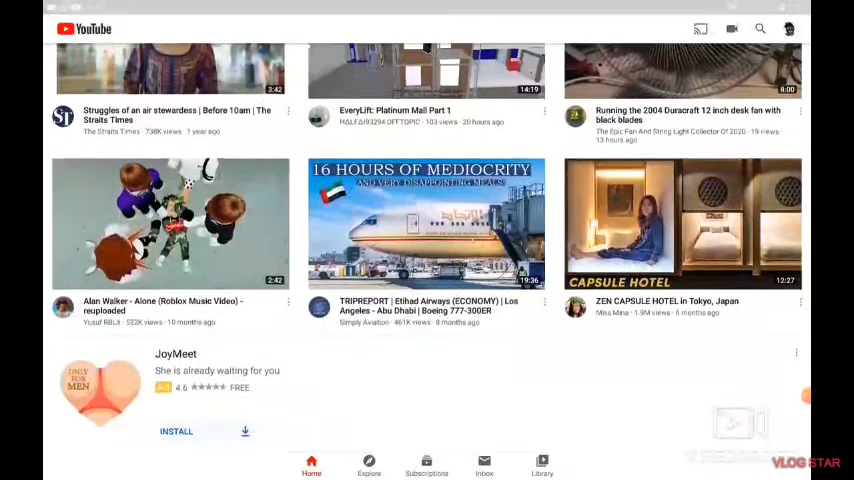 YouTube
3:42
14:19
8:00
Struggles of an air stewardess | Before 10am | The
Straits Times
The Straits Times · 738K views · 1 year ago
EveryLift: Platinum Mall Part 1
103 views · 20 hours ago
Running the 2004 Duracraft 12 inch desk fan with
black blades
The Epic Fan And String Light Collector Of 2020 · 19 views ·
13 hours ago
16 HOURS OF MEDIOCRITY
AND VERY DISAPPOINTING MEALS
CAPSULE HOTEL
2:42
19:36
12:27
Alan Walker - Alone (Roblox Music Video) -
reuploaded
Yusuf RBLX · 532K views · 10 months ago
TRIPREPORT | Etihad Airways (ECONOMY) | Los
Angeles - Abu Dhabi | Boeing 777-300ER
Simply Aviation · 461K views · 8 months ago
ZEN CAPSULE HOTEL in Tokyo, Japan
Miss Mina · 1.9M views · 6 months ago
ONLY
FOR
MEN
JoyMeet
She is already waiting for you
Ad 4.6 FREE
INSTALL
Home
Explore
Subscriptions
Inbox
Library
VLOG STAR